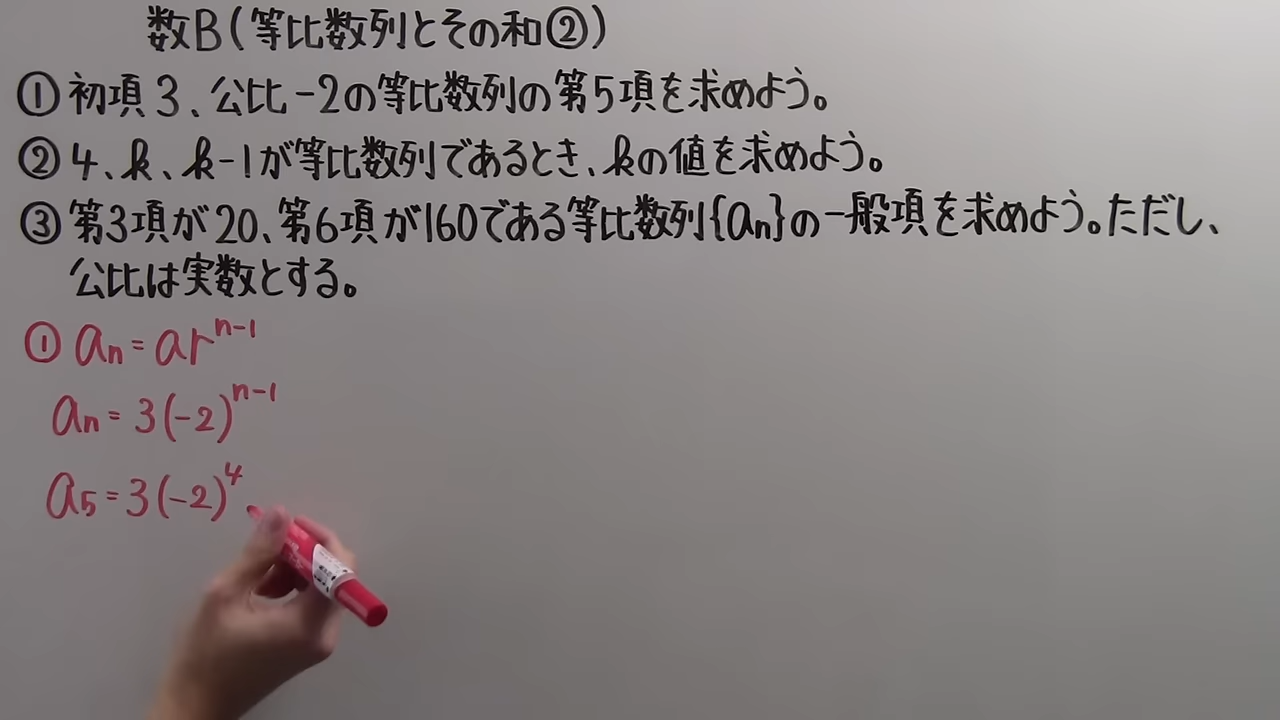 数B(等比数列とその和②)
①初項3、公比-2の等比数列の第5項を求めよう。
②4、k、k-1が等比数列であるとき、kの値を求めよう。
③第3項が20、第6項が160である等比数列{an}の一般項を求めよう。ただし、
公比は実数とする。
① an = ar^{n-1}
an = 3(-2)^{n-1}
a5 = 3(-2)^4